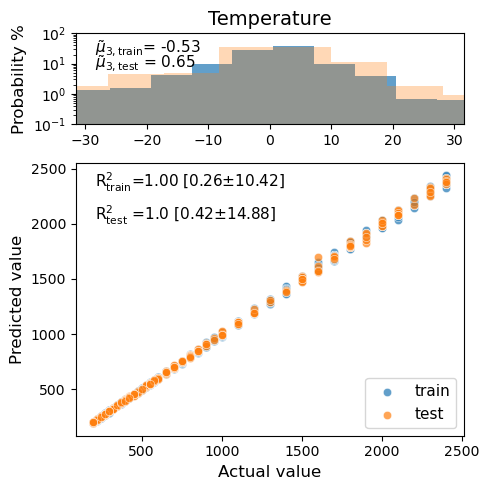 Temperature
Probability %
10² 10¹ 10⁰ 10⁻¹
μ̃₃,train= -0.53
μ̃₃,test = 0.65
−30 −20 −10 0 10 20 30
Predicted value
2500 2000 1500 1000 500
R²train=1.00 [0.26±10.42]
R²test =1.0 [0.42±14.88]
train
test
500 1000 1500 2000 2500
Actual value